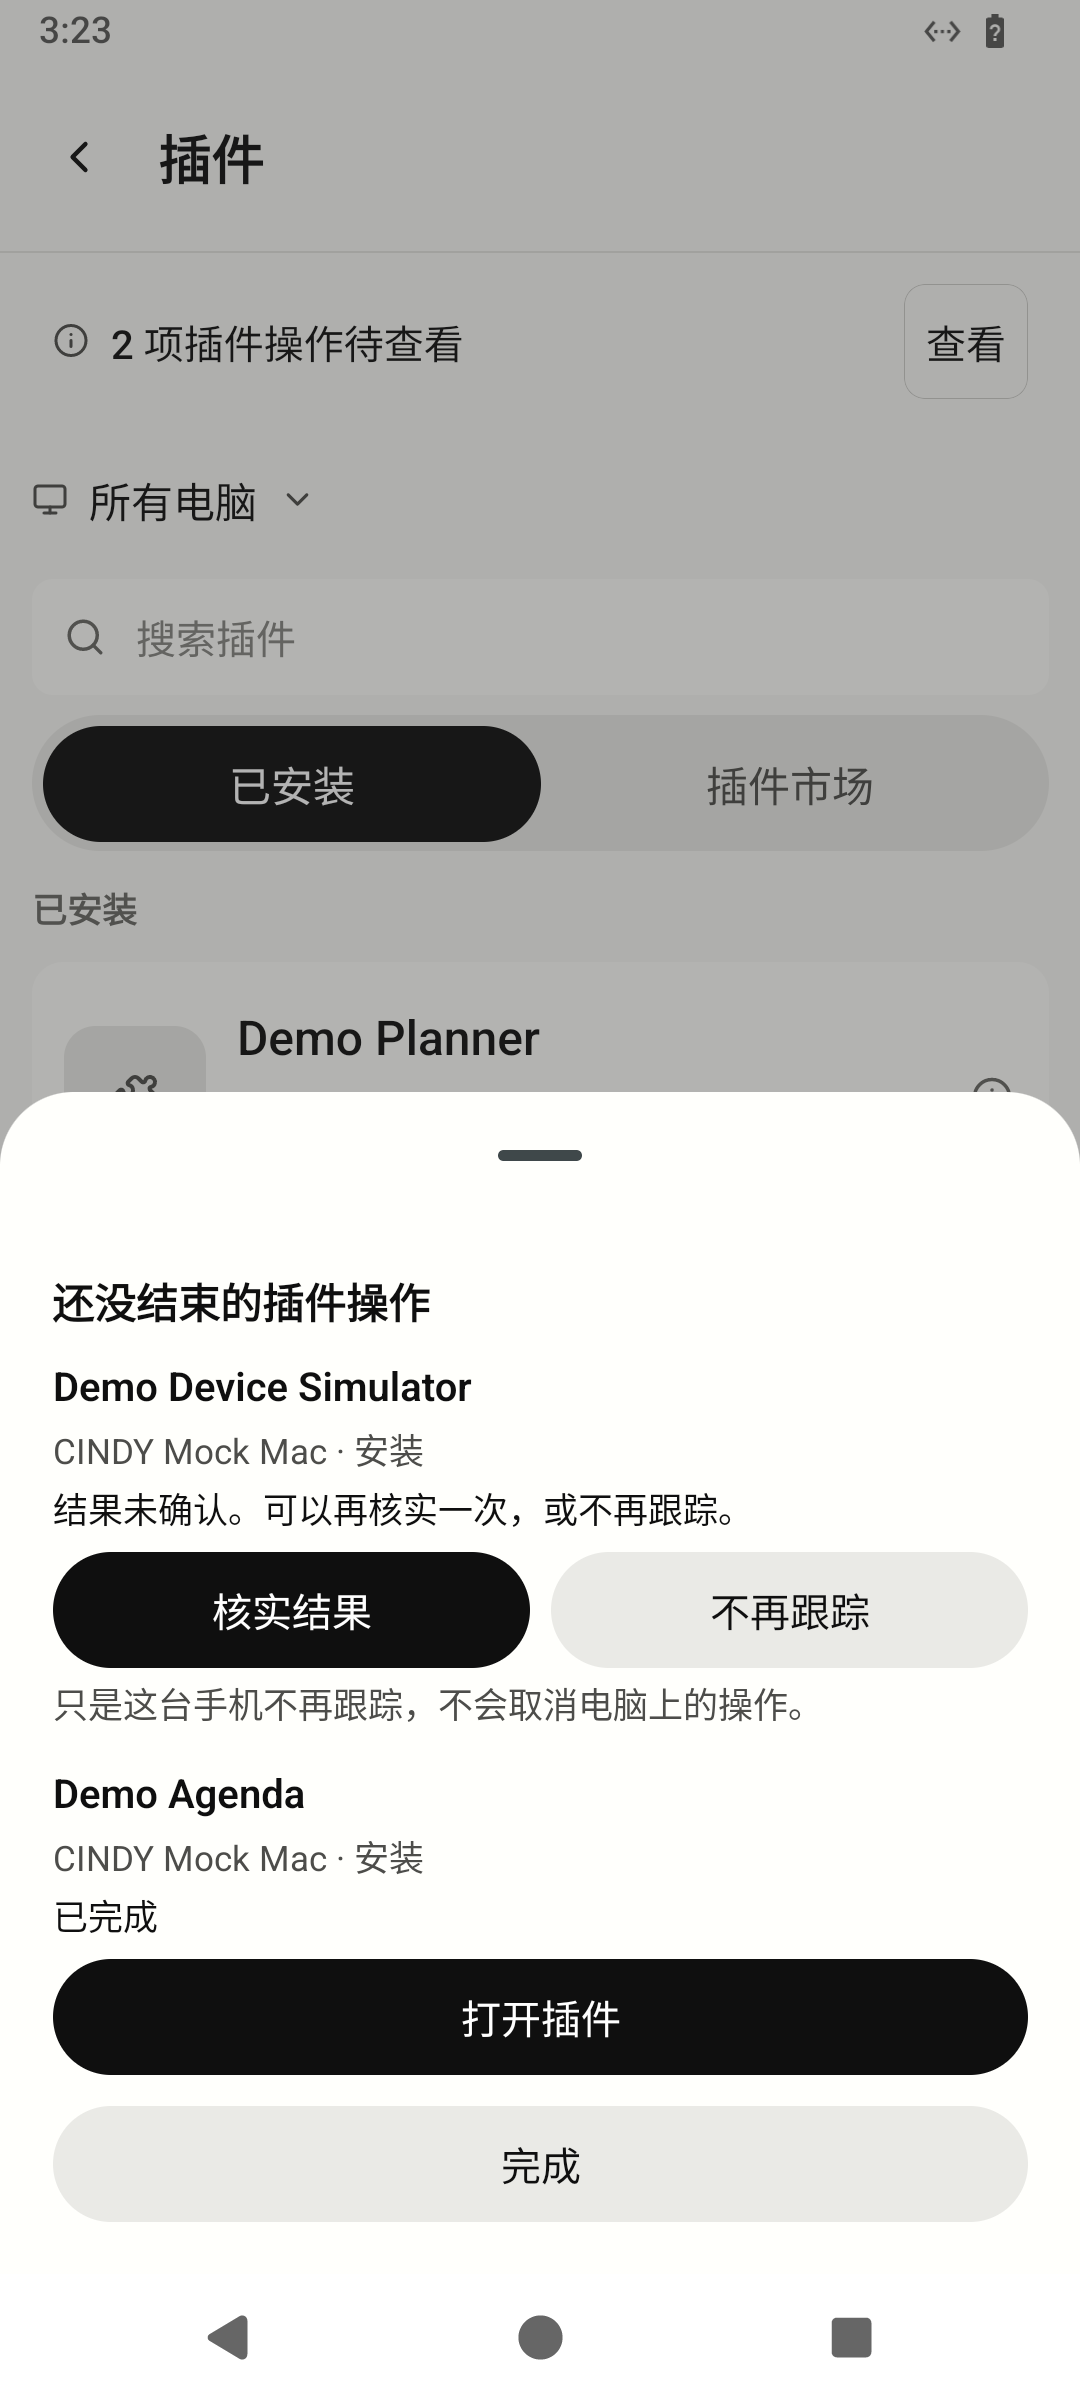 3:23
插件
2 项插件操作待查看
查看
所有电脑
搜索插件
已安装
插件市场
已安装
Demo Planner
还没结束的插件操作
Demo Device Simulator
CINDY Mock Mac · 安装
结果未确认。可以再核实一次，或不再跟踪。
核实结果
不再跟踪
只是这台手机不再跟踪，不会取消电脑上的操作。
Demo Agenda
CINDY Mock Mac · 安装
已完成
打开插件
完成